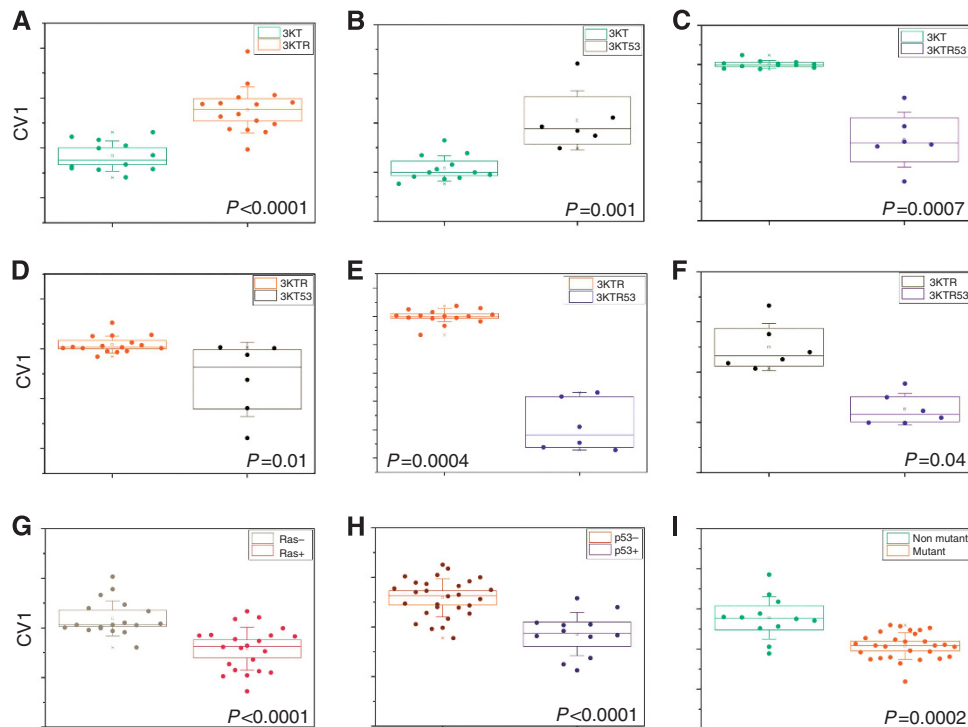 A
3KT
3KTR
CV1
P<0.0001
B
3KT
3KT53
P=0.001
C
3KT
3KTR53
P=0.0007
D
3KTR
3KT53
CV1
P=0.01
E
3KTR
3KTR53
P=0.0004
F
3KTR
3KTR53
P=0.04
G
Ras–
Ras+
CV1
P<0.0001
H
p53–
p53+
P<0.0001
I
Non mutant
Mutant
P=0.0002